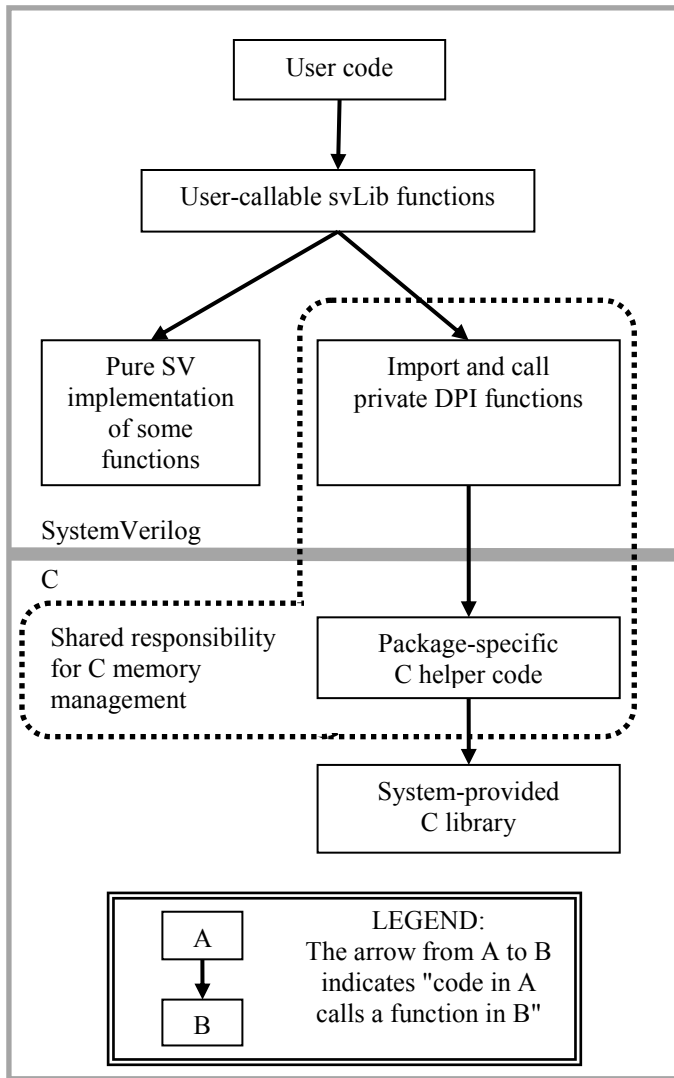 User code
User-callable svLib functions
Pure SV
implementation
of some
functions
Import and call
private DPI functions
SystemVerilog
C
Shared responsibility
for C memory
management
Package-specific
C helper code
System-provided
C library
A
B
LEGEND:
The arrow from A to B
indicates "code in A
calls a function in B"